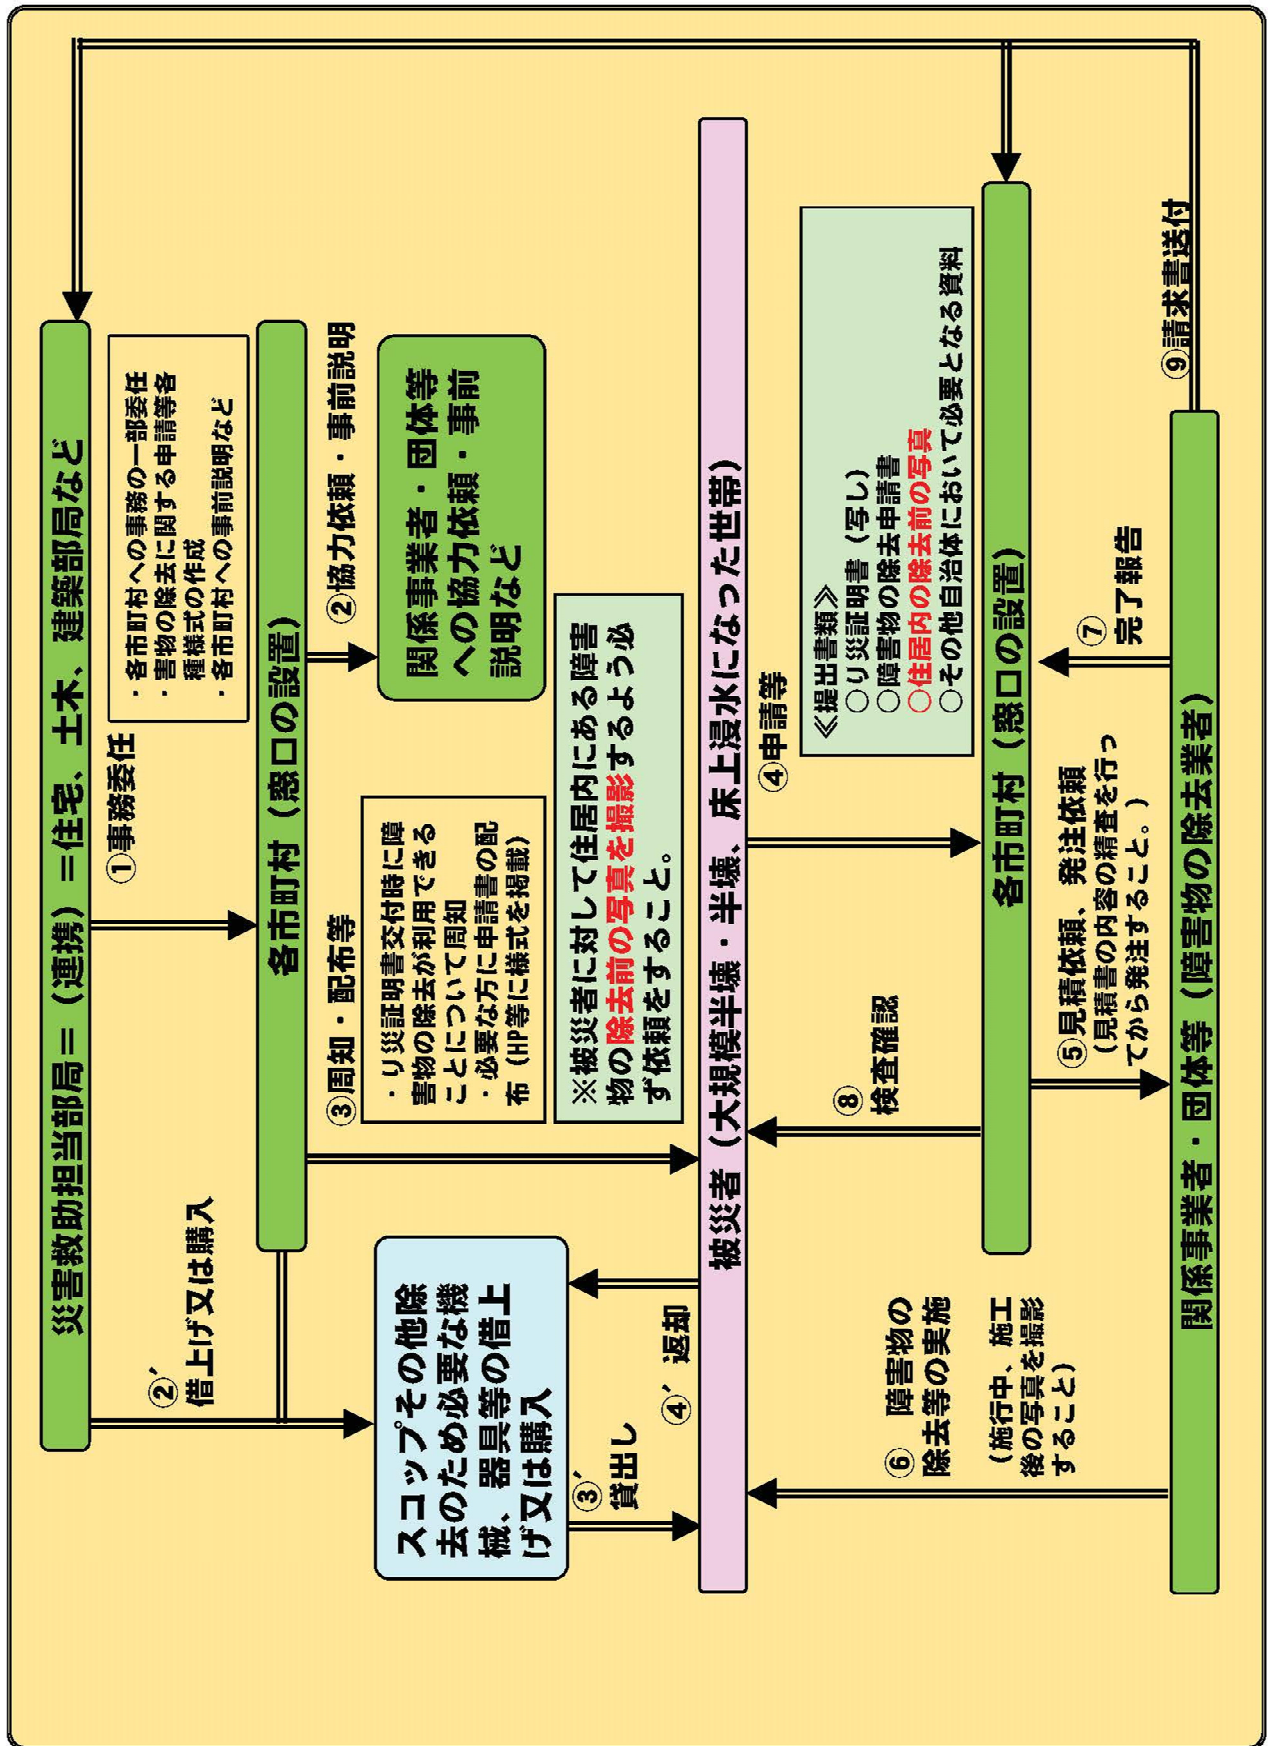 災害救助担当部局＝（連携）＝住宅、土木、建築部局など
①事務委任
・各市町村への事務の一部委任
・害物の除去に関する申請等各
種様式の作成
・各市町村への事前説明など
②′
借上げ又は購入
各市町村（窓口の設置）
②協力依頼・事前説明
関係事業者・団体等
への協力依頼・事前
説明など
③周知・配布等
・り災証明書交付時に障
害物の除去が利用できる
ことについて周知
・必要な方に申請書の配
布（HP等に様式を掲載）
※被災者に対して住居内にある障害
物の除去前の写真を撮影するよう必
ず依頼をすること。
スコップその他除
去のため必要な機
械、器具等の借上
げ又は購入
③′
貸出し
④′返却
被災者（大規模半壊・半壊、床上浸水になった世帯）
④申請等
≪提出書類≫
○り災証明書（写し）
○障害物の除去申請書
○住居内の除去前の写真
○その他自治体において必要となる資料
⑧
検査確認
⑥　障害物の
除去等の実施
（施行中、施工
後の写真を撮影
すること）
各市町村（窓口の設置）
⑤見積依頼、発注依頼
（見積書の内容の精査を行っ
てから発注すること。）
⑦
完了報告
⑨請求書送付
関係事業者・団体等（障害物の除去業者）